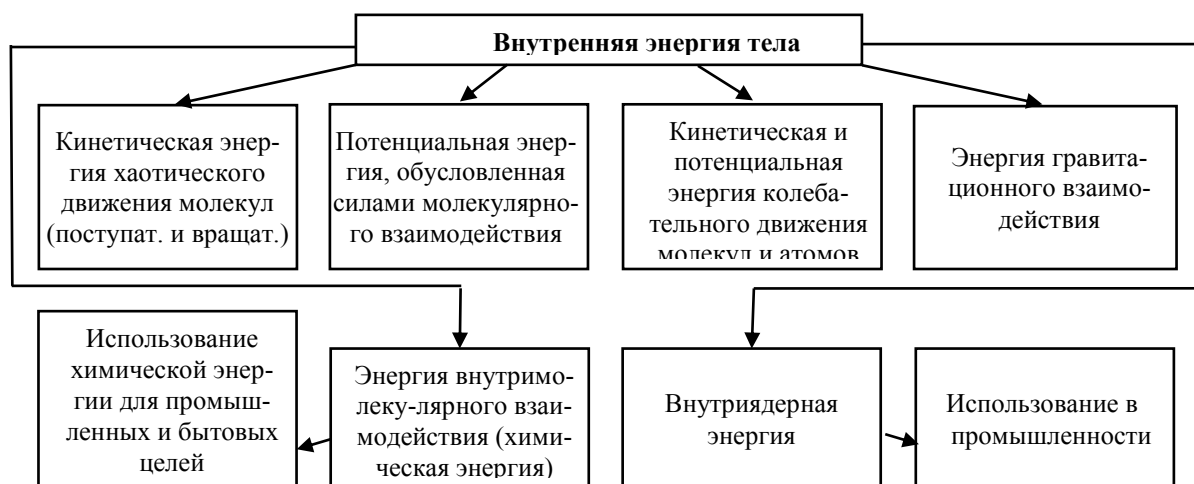 Внутренняя энергия тела
Кинетическая энер-
гия хаотического
движения молекул
(поступат. и вращат.)
Потенциальная энер-
гия, обусловленная
силами молекулярно-
го взаимодействия
Кинетическая и
потенциальная
энергия колеба-
тельного движения
молекул и атомов
Энергия гравита-
ционного взаимо-
действия
Использование
химической энер-
гии для промыш-
ленных и бытовых
целей
Энергия внутримо-
леку-лярного взаи-
модействия (хими-
ческая энергия)
Внутриядерная
энергия
Использование в
промышленности